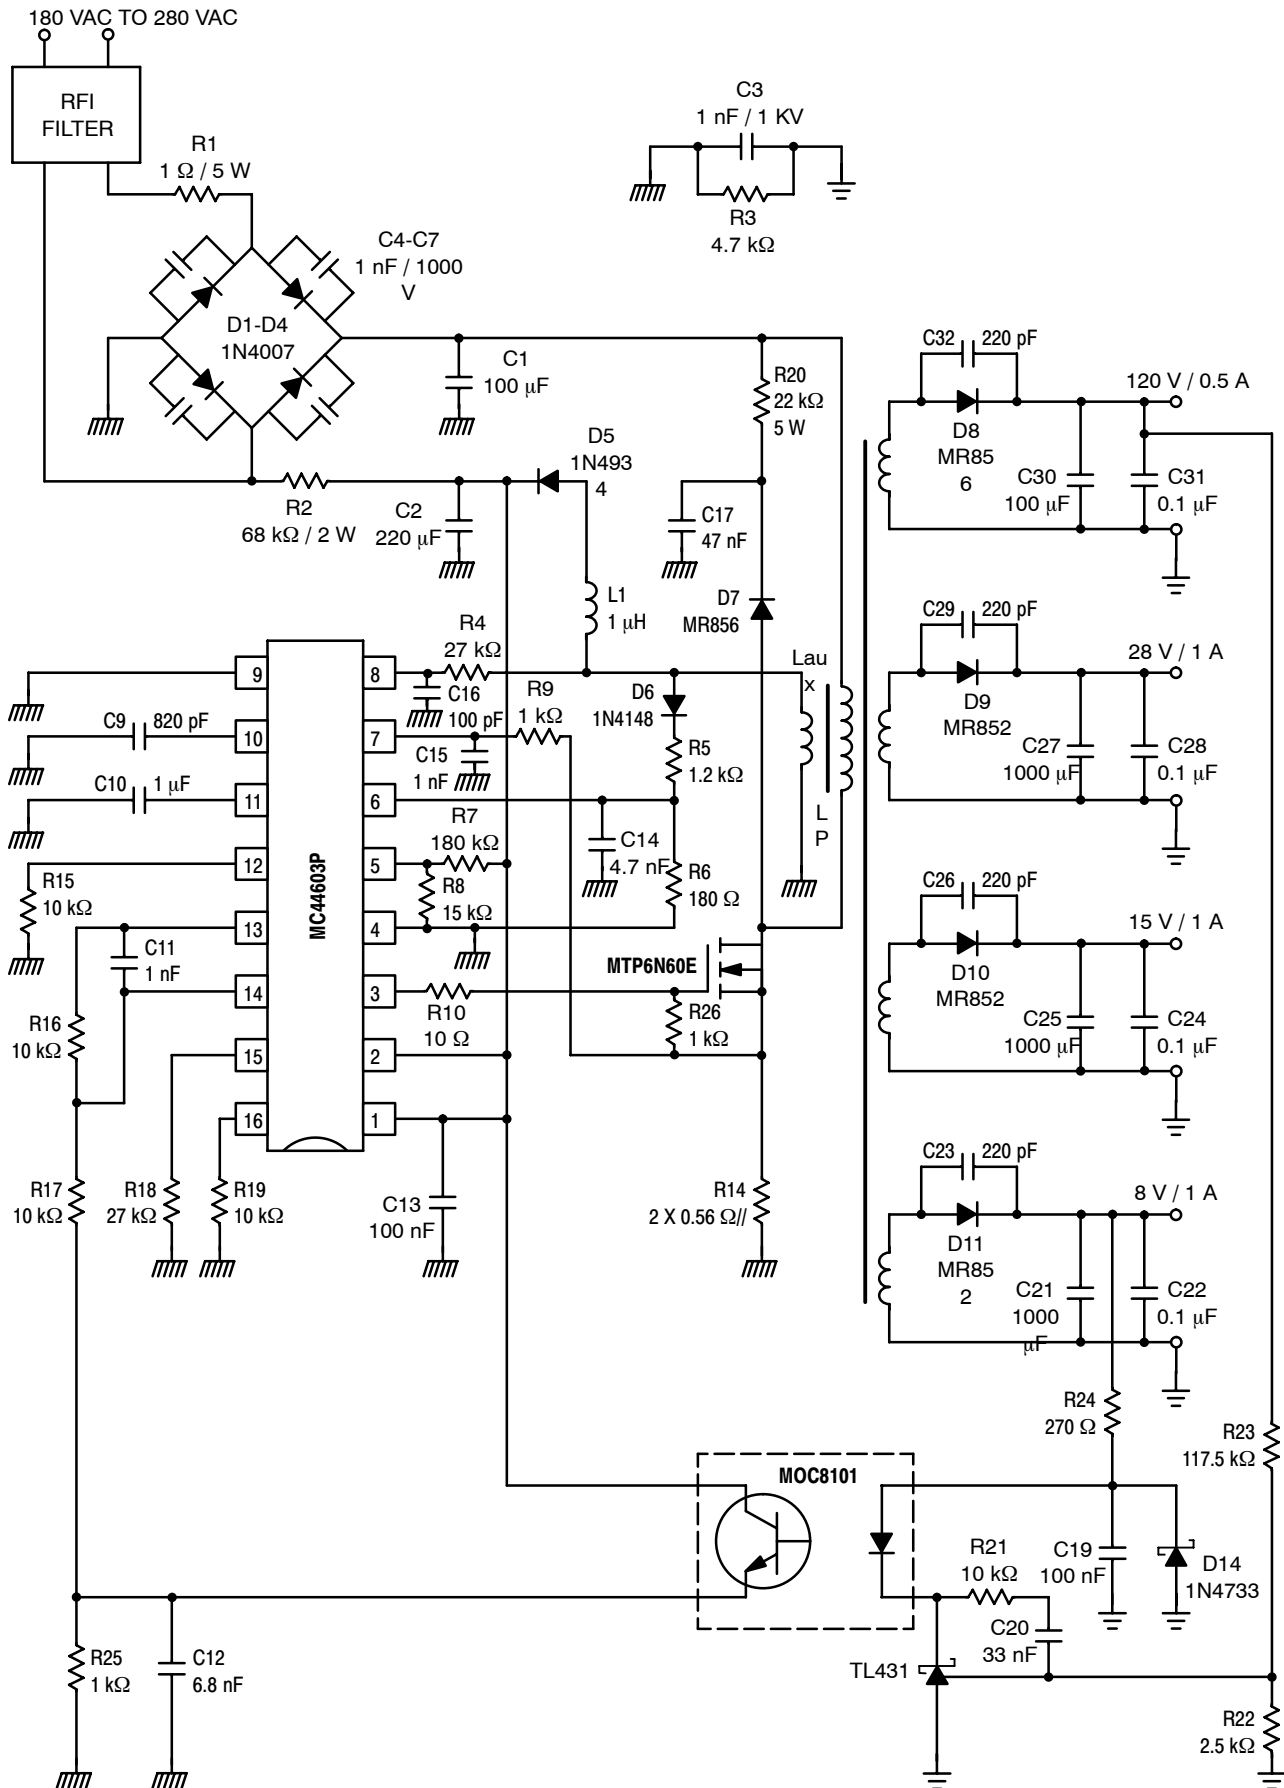 180 VAC TO 280 VAC
RFI
FILTER
R1
1 Ω / 5 W
C3
1 nF / 1 KV
R3
4.7 kΩ
C4-C7
1 nF / 1000
V
D1-D4
1N4007
C1
100 µF
R20
22 kΩ
5 W
C32
220 pF
120 V / 0.5 A
D8
MR85
6
C30
100 µF
C31
0.1 µF
D5
1N493
4
R2
68 kΩ / 2 W
C2
220 µF
C17
47 nF
L1
1 µH
D7
MR856
C29
220 pF
28 V / 1 A
D9
MR852
C27
1000 µF
C28
0.1 µF
R4
27 kΩ
C16
100 pF
R9
1 kΩ
D6
1N4148
Lau
x
C15
1 nF
R5
1.2 kΩ
L
P
C9
820 pF
C10
1 µF
R7
180 kΩ
C14
4.7 nF
R8
15 kΩ
R6
180 Ω
MC44603P
9
10
11
12
13
14
15
16
8
7
6
5
4
3
2
1
R15
10 kΩ
C11
1 nF
R16
10 kΩ
MTP6N60E
R10
10 Ω
R26
1 kΩ
C26
220 pF
15 V / 1 A
D10
MR852
C25
1000 µF
C24
0.1 µF
R17
10 kΩ
R18
27 kΩ
R19
10 kΩ
C13
100 nF
R14
2 X 0.56 Ω//
C23
220 pF
8 V / 1 A
D11
MR85
2
C21
1000
µF
C22
0.1 µF
R24
270 Ω
R23
117.5 kΩ
MOC8101
R21
10 kΩ
C19
100 nF
D14
1N4733
C20
33 nF
TL431
R25
1 kΩ
C12
6.8 nF
R22
2.5 kΩ